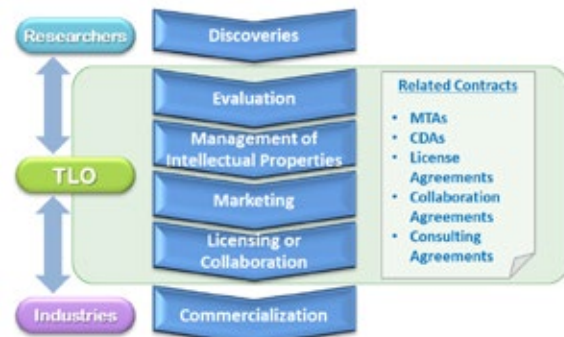 Researchers
Discoveries
Evaluation
Management of
Intellectual Properties
TLO
Marketing
Licensing or
Collaboration
Industries
Commercialization
Related Contracts
• MTAs
• CDAs
• License
Agreements
• Collaboration
Agreements
• Consulting
Agreements